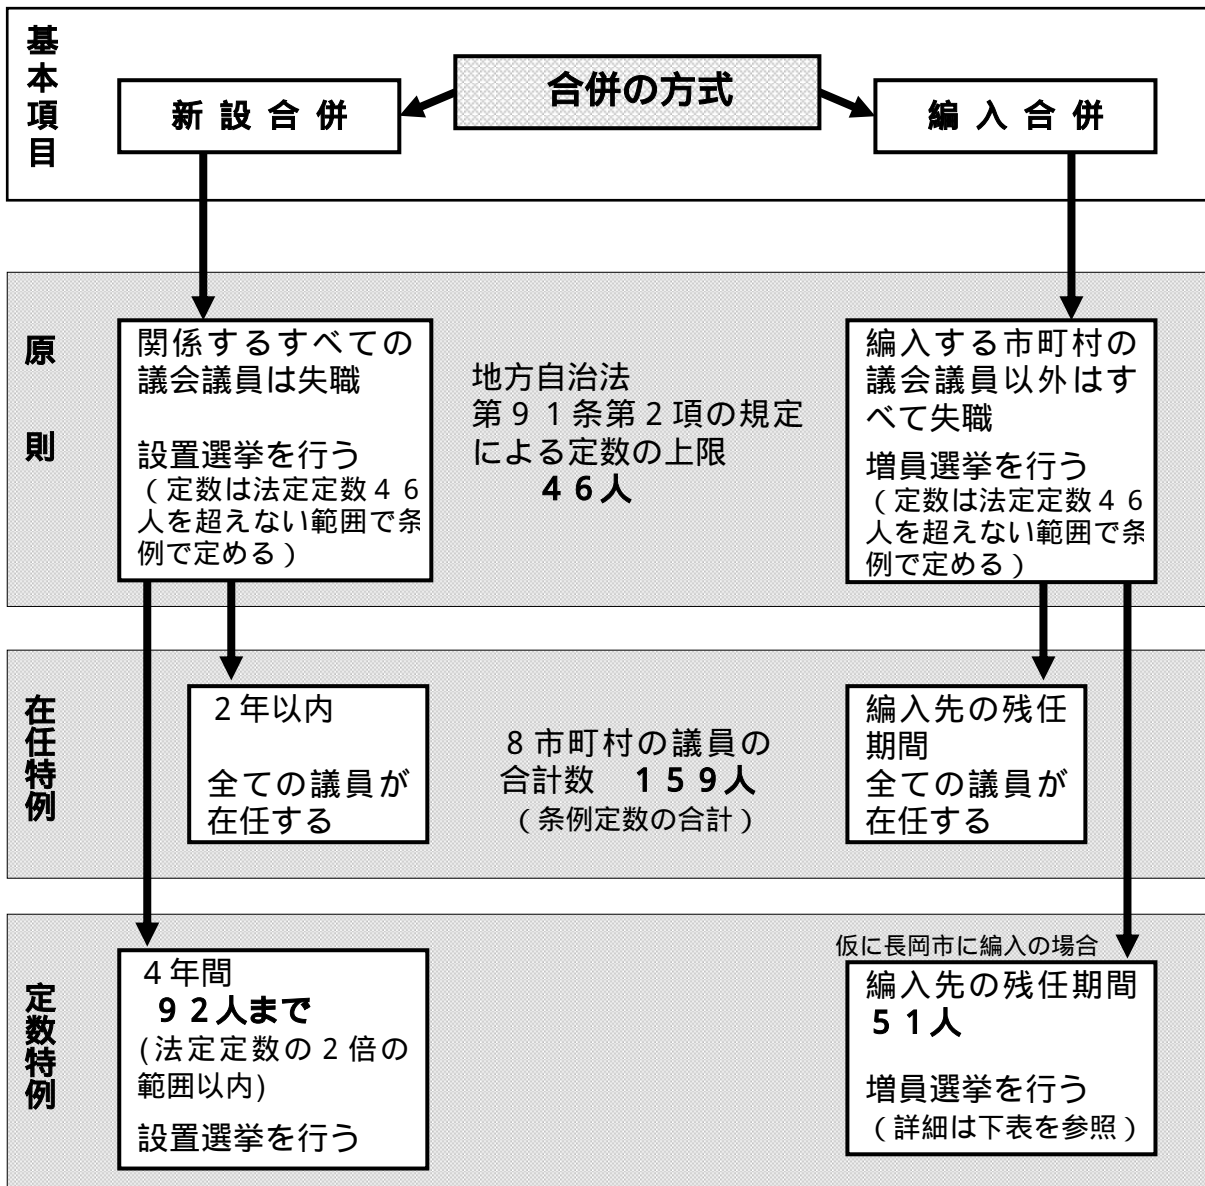 基本項目
合併の方式
新 設 合 併
編 入 合 併
原則
関係するすべての
議会議員は失職
設置選挙を行う
（定数は法定定数４６
人を超えない範囲で条
例で定める）
地方自治法
第９１条第２項の規定
による定数の上限
４６人
編入する市町村の
議会議員以外はす
べて失職
増員選挙を行う
（定数は法定定数４６
人を超えない範囲で条
例で定める）
在任特例
２年以内
全ての議員が
在任する
８市町村の議員の
合計数　１５９人
（条例定数の合計）
編入先の残任
期間
全ての議員が
在任する
定数特例
４年間
９２人まで
(法定定数の２倍の
範囲以内)
設置選挙を行う
仮に長岡市に編入の場合
編入先の残任期間
５１人
増員選挙を行う
（詳細は下表を参照）